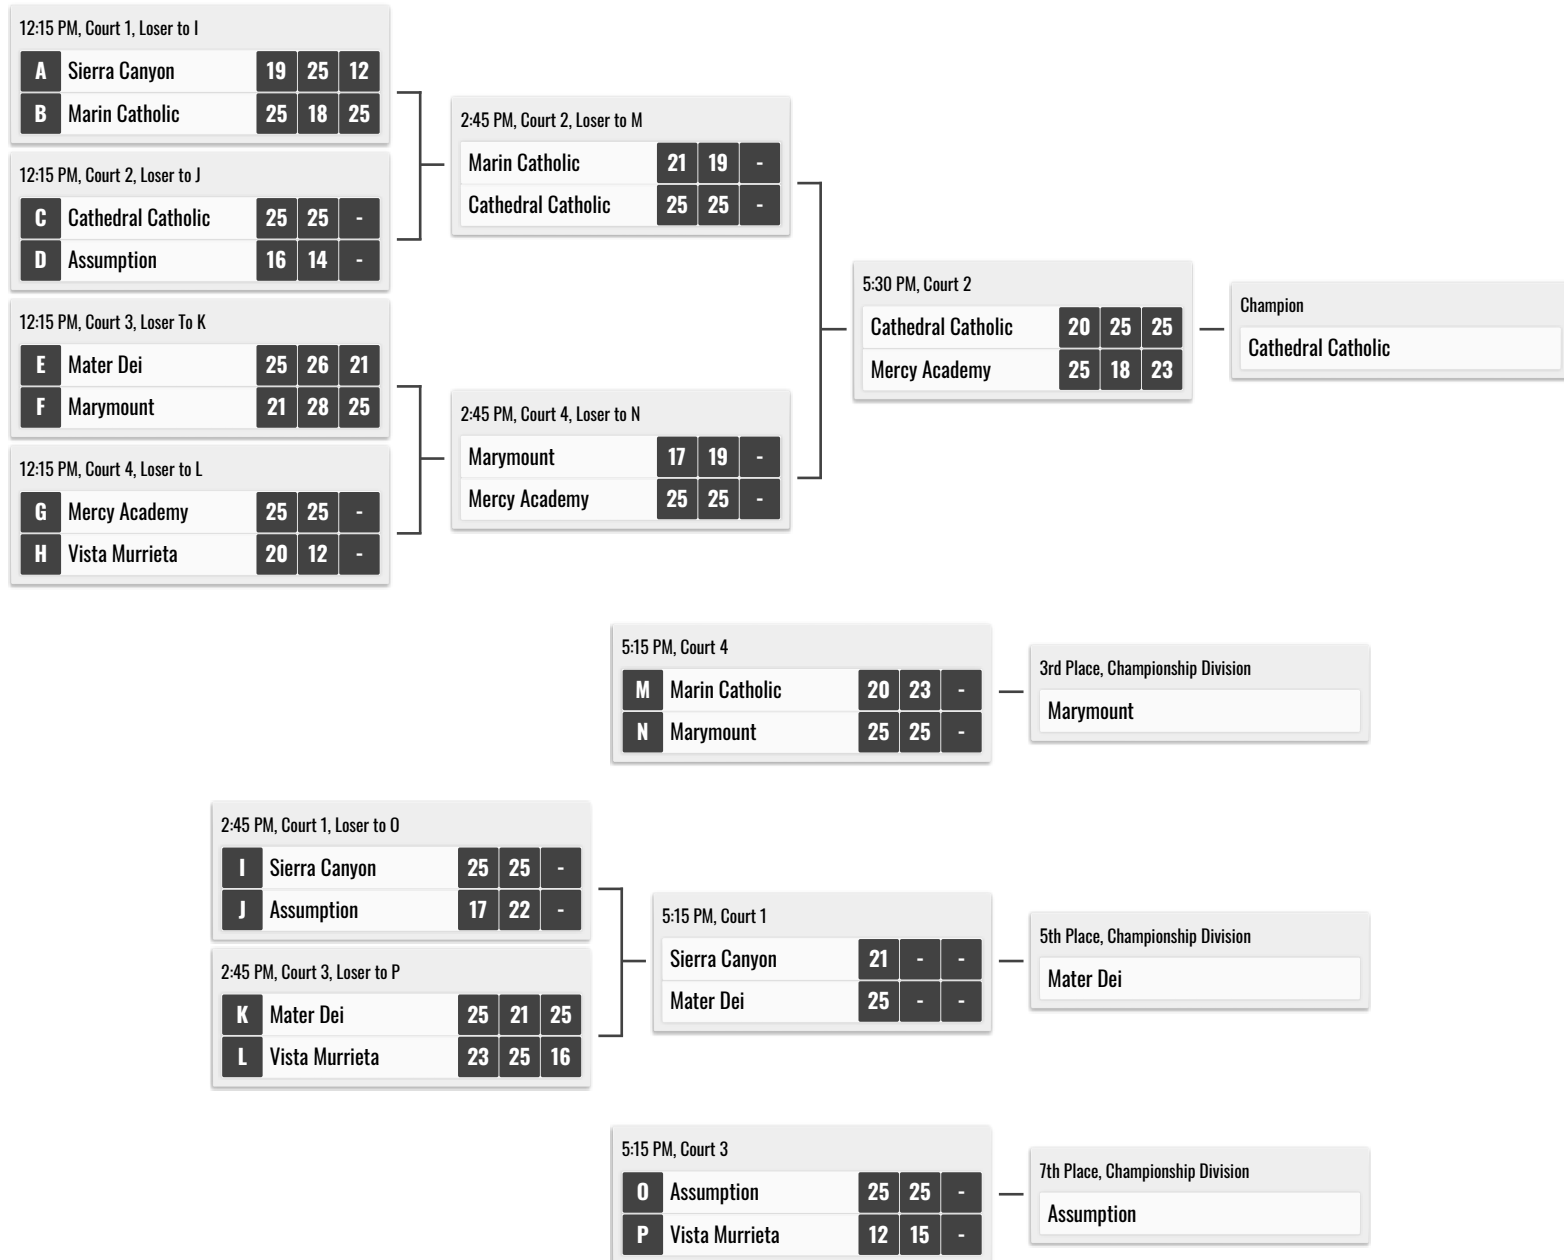 12:15 PM, Court 1, Loser to I
A Sierra Canyon 19 25 12
B Marin Catholic 25 18 25
12:15 PM, Court 2, Loser to J
C Cathedral Catholic 25 25 -
D Assumption 16 14 -
12:15 PM, Court 3, Loser To K
E Mater Dei 25 26 21
F Marymount 21 28 25
12:15 PM, Court 4, Loser to L
G Mercy Academy 25 25 -
H Vista Murrieta 20 12 -
2:45 PM, Court 2, Loser to M
Marin Catholic 21 19 -
Cathedral Catholic 25 25 -
2:45 PM, Court 4, Loser to N
Marymount 17 19 -
Mercy Academy 25 25 -
5:30 PM, Court 2
Cathedral Catholic 20 25 25
Mercy Academy 25 18 23
Champion
Cathedral Catholic
5:15 PM, Court 4
M Marin Catholic 20 23 -
N Marymount 25 25 -
3rd Place, Championship Division
Marymount
2:45 PM, Court 1, Loser to O
I Sierra Canyon 25 25 -
J Assumption 17 22 -
2:45 PM, Court 3, Loser to P
K Mater Dei 25 21 25
L Vista Murrieta 23 25 16
5:15 PM, Court 1
Sierra Canyon 21 - -
Mater Dei 25 - -
5th Place, Championship Division
Mater Dei
5:15 PM, Court 3
O Assumption 25 25 -
P Vista Murrieta 12 15 -
7th Place, Championship Division
Assumption